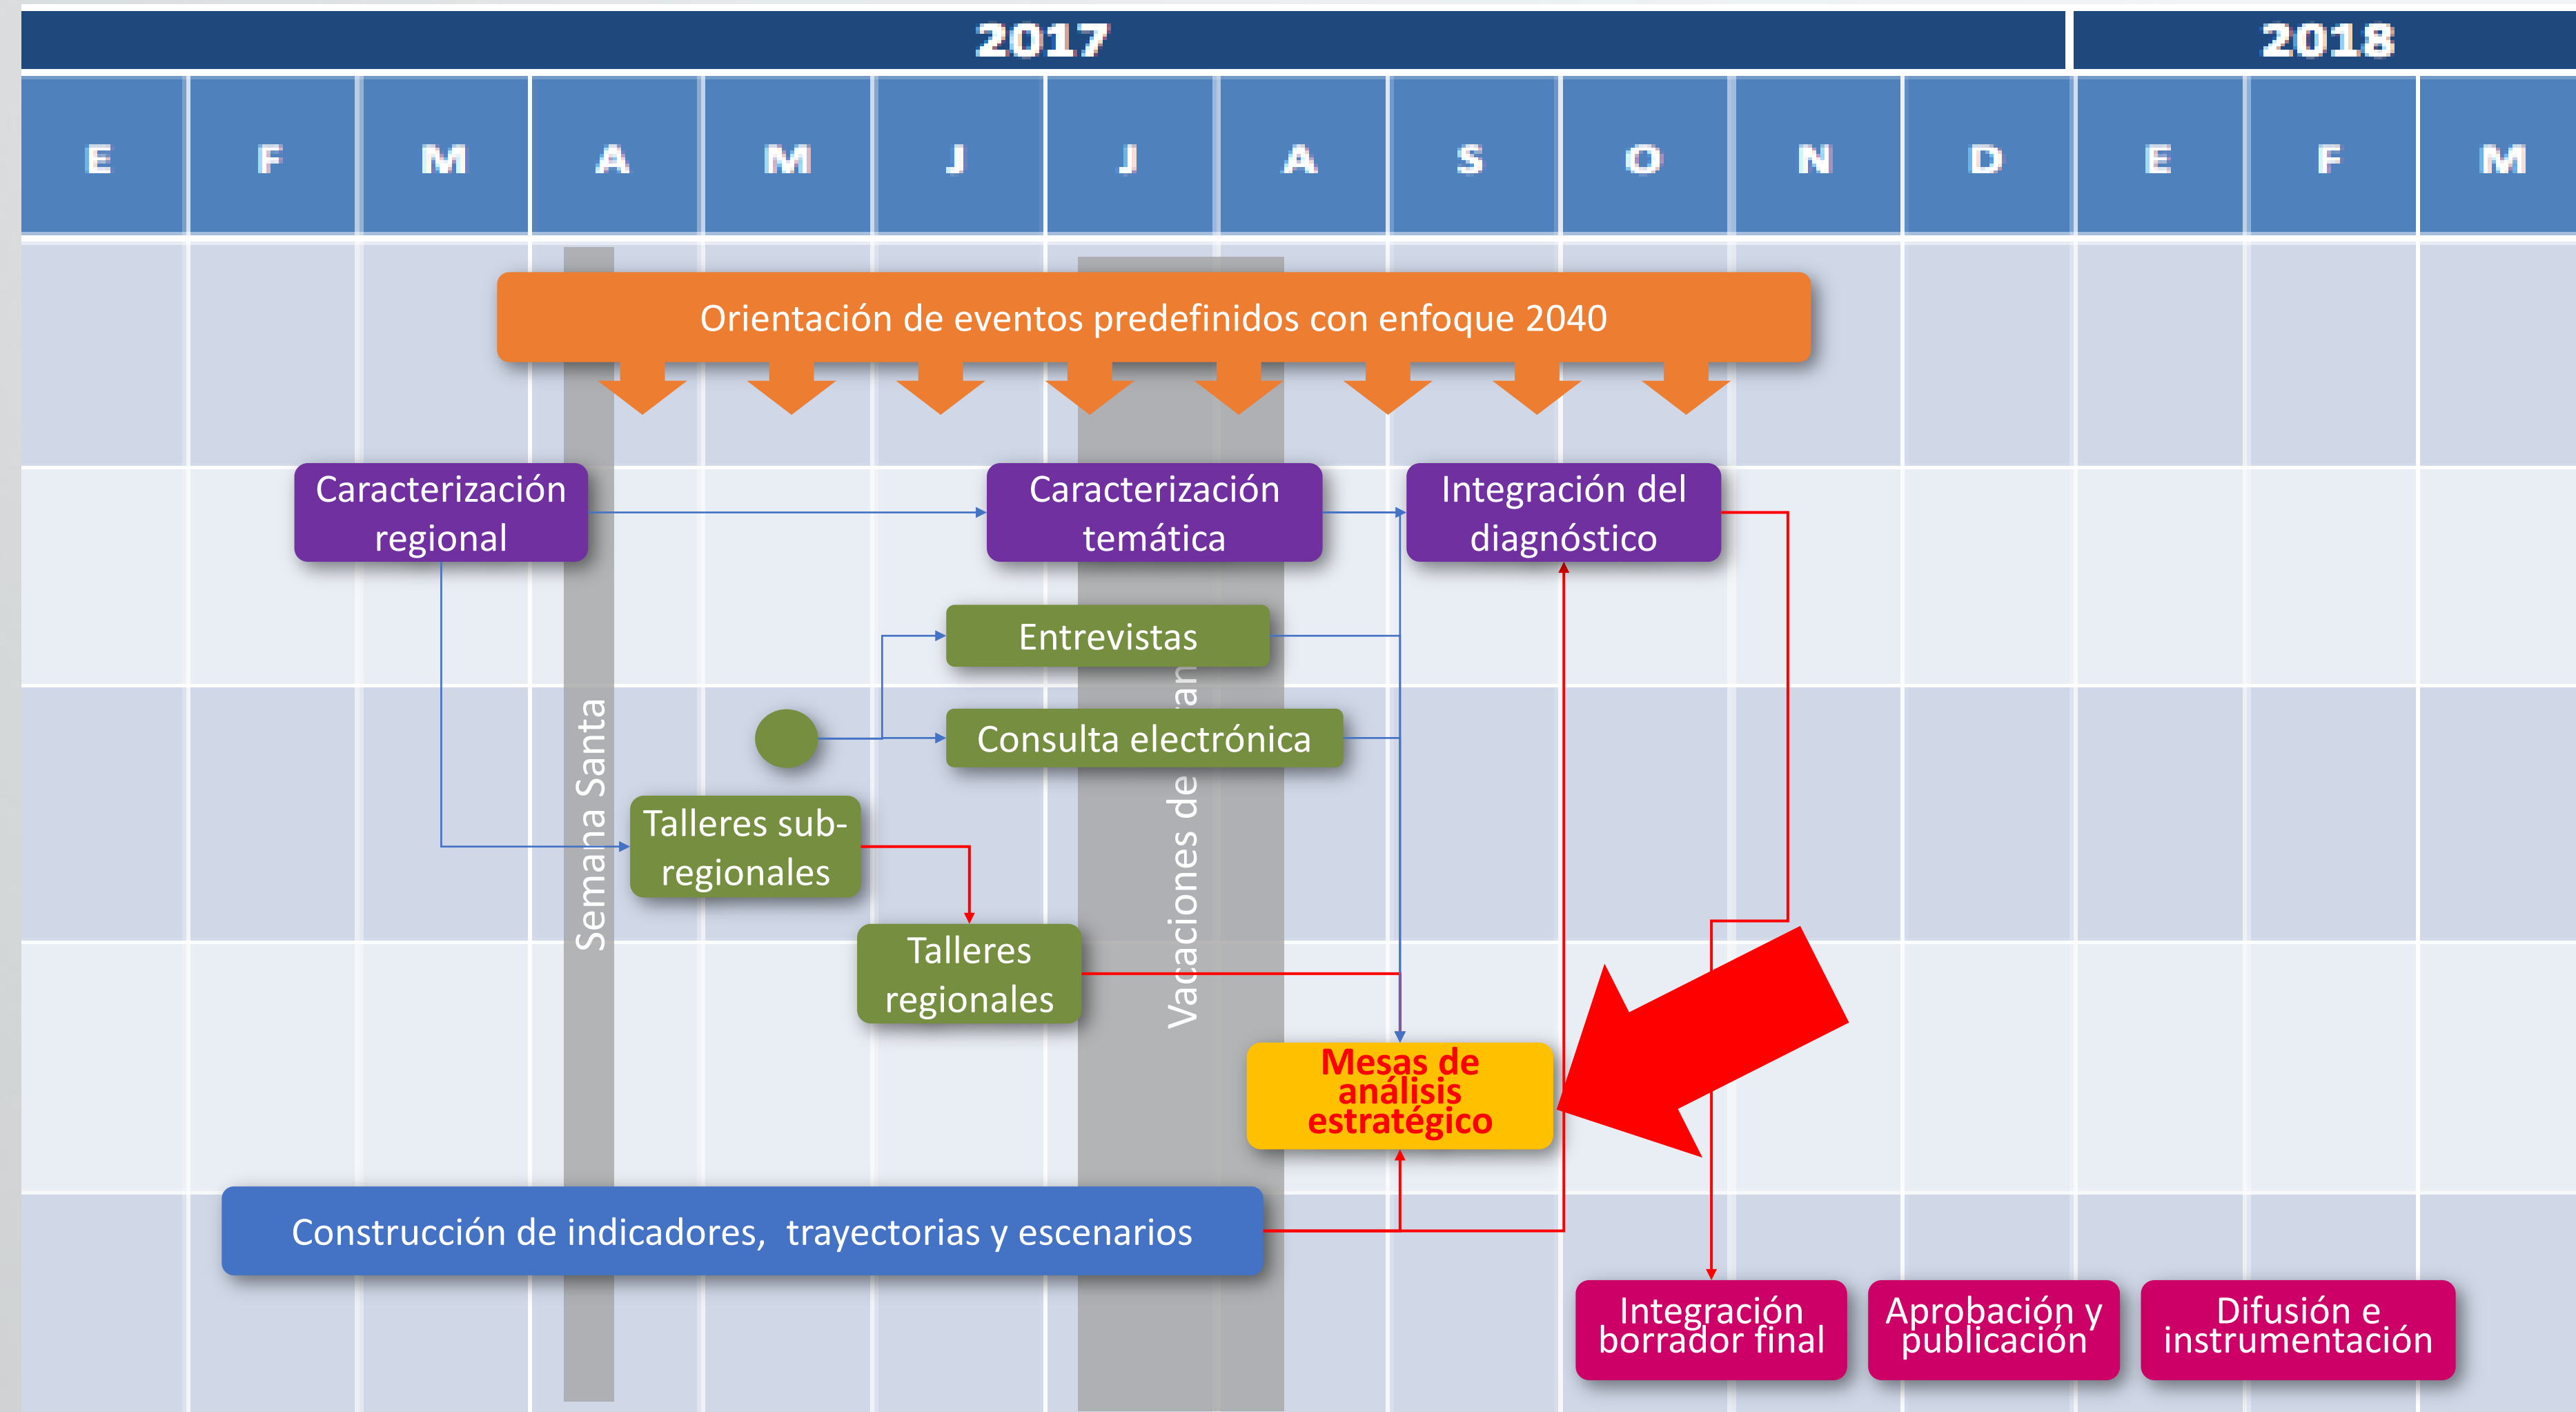 2017
2018
E
F
M
A
M
J
J
A
S
O
N
D
E
F
M
Orientación de eventos predefinidos con enfoque 2040
Caracterización
regional
Caracterización
temática
Integración del
diagnóstico
Entrevistas
Consulta electrónica
Semana Santa
Vacaciones de
Talleres sub-
regionales
Talleres
regionales
Mesas de
análisis
estratégico
Construcción de indicadores, trayectorias y escenarios
Integración
borrador final
Aprobación y
publicación
Difusión e
instrumentación